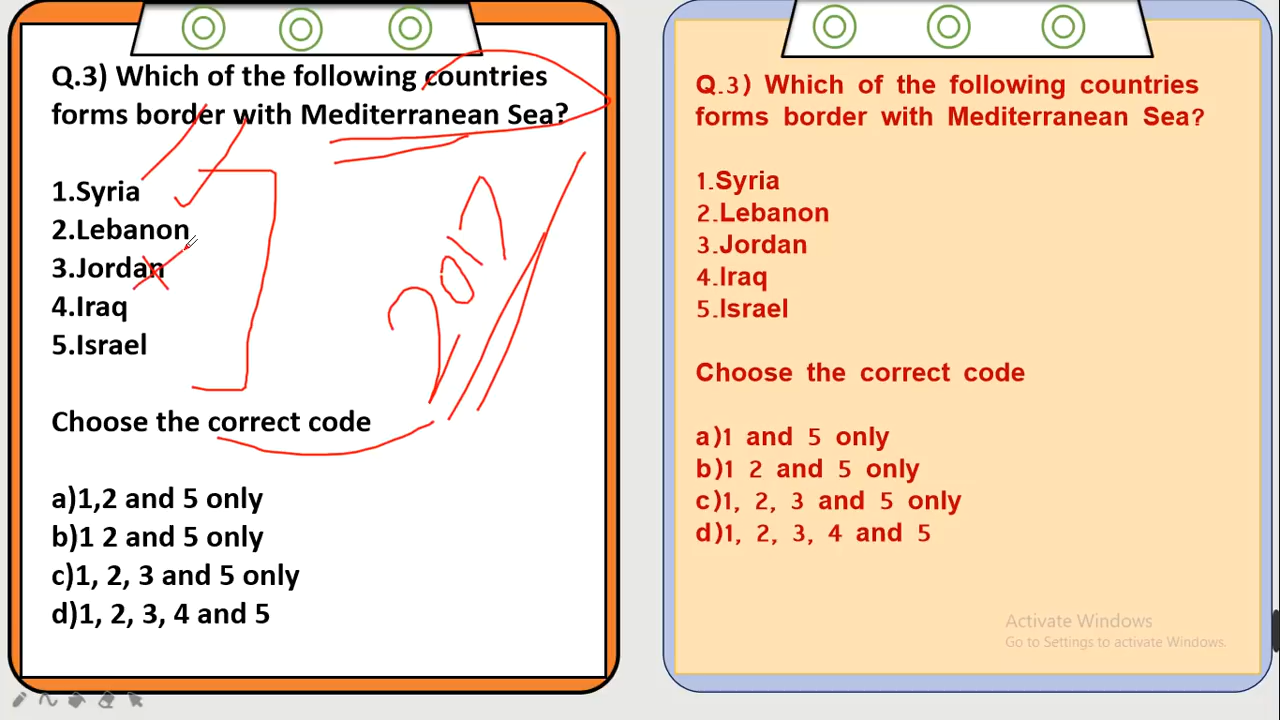 Q.3) Which of the following countries
forms border with Mediterranean Sea?
1.Syria
2.Lebanon
3.Jordan
4.Iraq
5.Israel
2017
Choose the correct code
a)1,2 and 5 only
b)1 2 and 5 only
c)1, 2, 3 and 5 only
d)1, 2, 3, 4 and 5
Q.3) Which of the following countries
forms border with Mediterranean Sea?
1.Syria
2.Lebanon
3.Jordan
4.Iraq
5.Israel
Choose the correct code
a)1 and 5 only
b)1 2 and 5 only
c)1, 2, 3 and 5 only
d)1, 2, 3, 4 and 5
Activate Windows
Go to Settings to activate Windows.